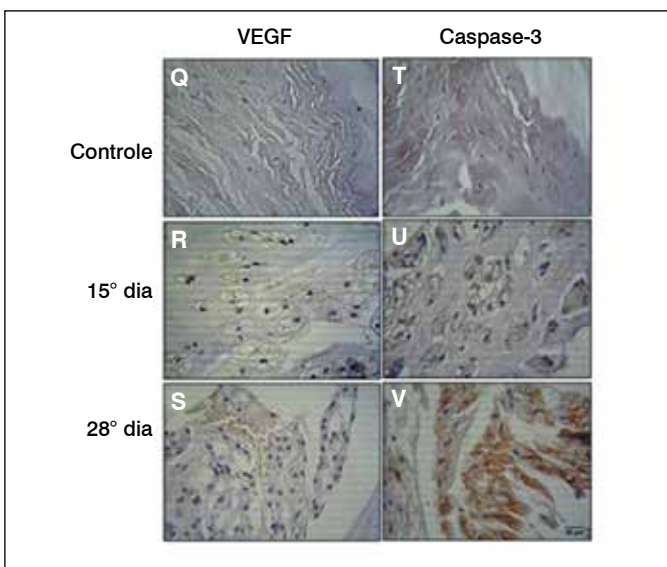 VEGF Caspase-3
Controle Q T
15° dia R U
28° dia S V